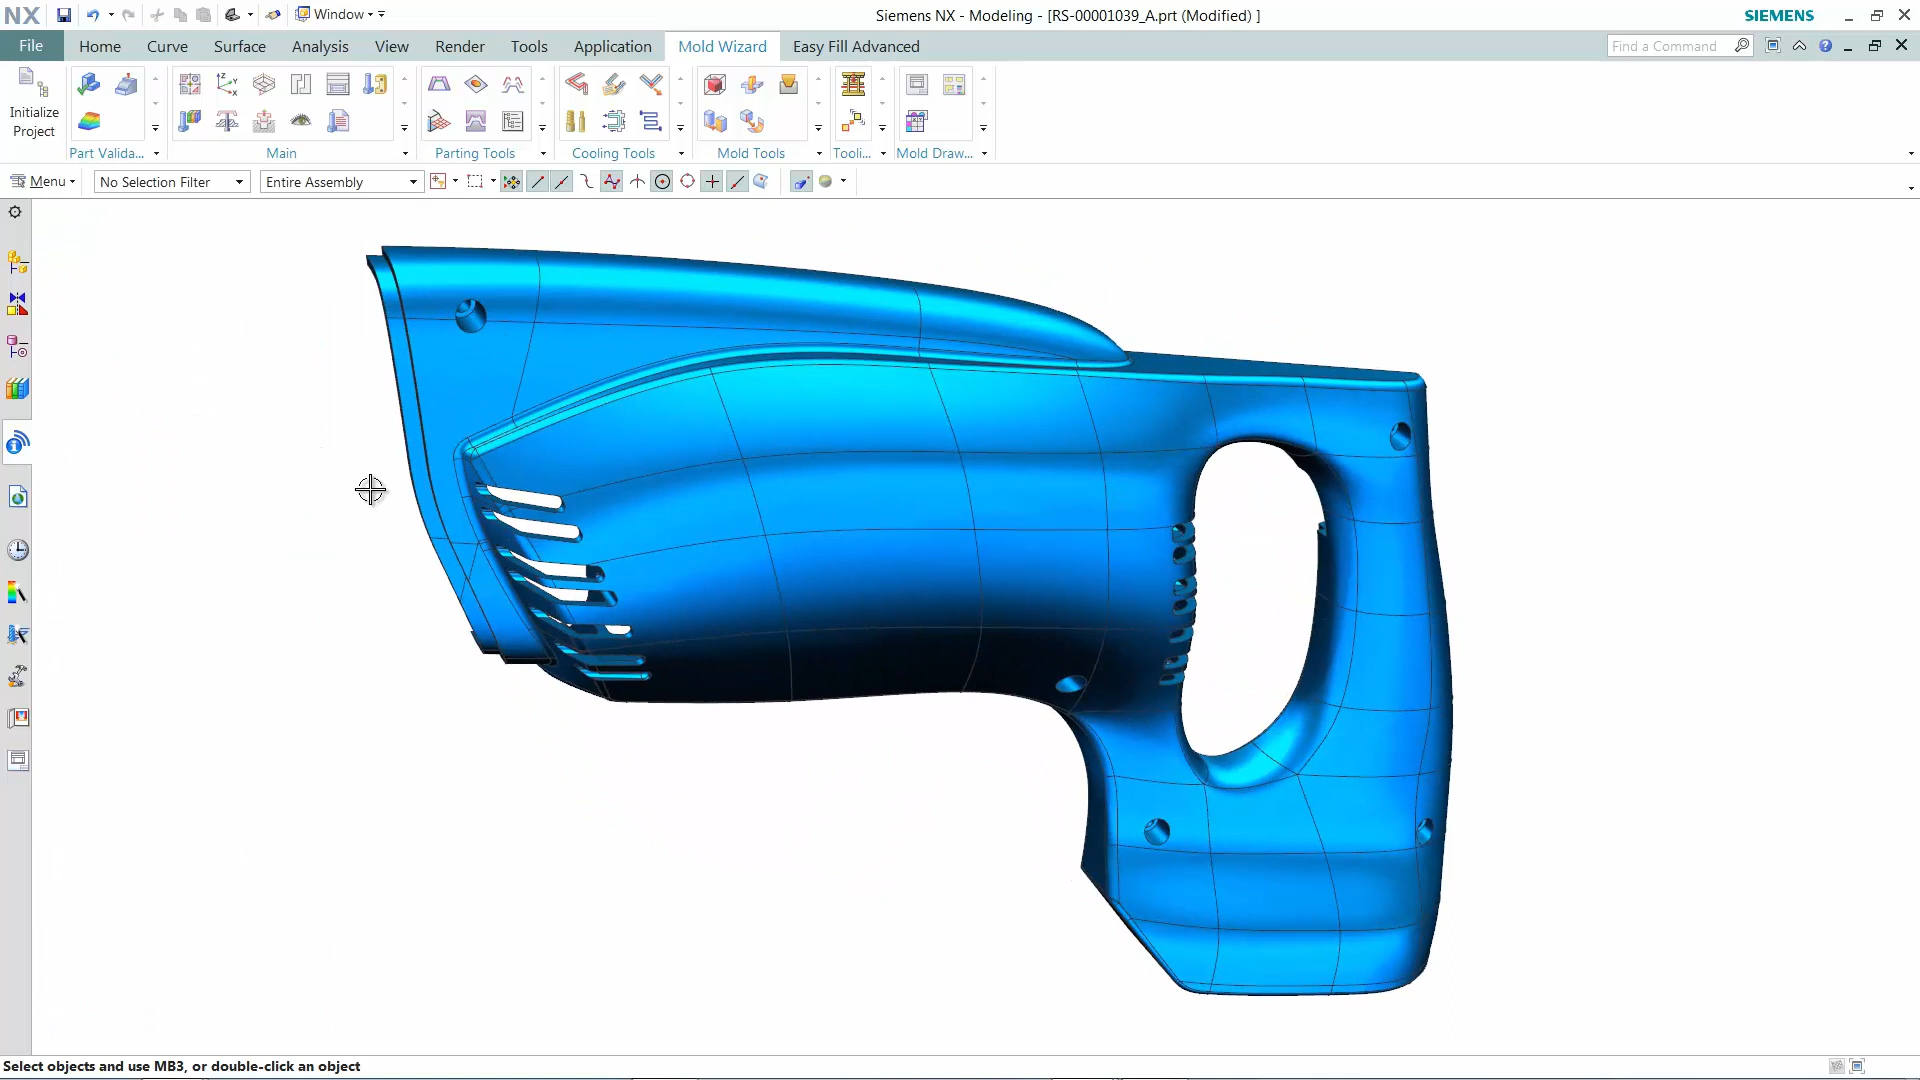 NX
Window
Siemens NX - Modeling - [RS-00001039_A.prt (Modified) ]
SIEMENS
File
Home
Curve
Surface
Analysis
View
Render
Tools
Application
Mold Wizard
Easy Fill Advanced
Find a Command
Initialize
Project
Part Valida...
Main
Parting Tools
Cooling Tools
Mold Tools
Tooli...
Mold Draw...
Menu
No Selection Filter
Entire Assembly
Select objects and use MB3, or double-click an object